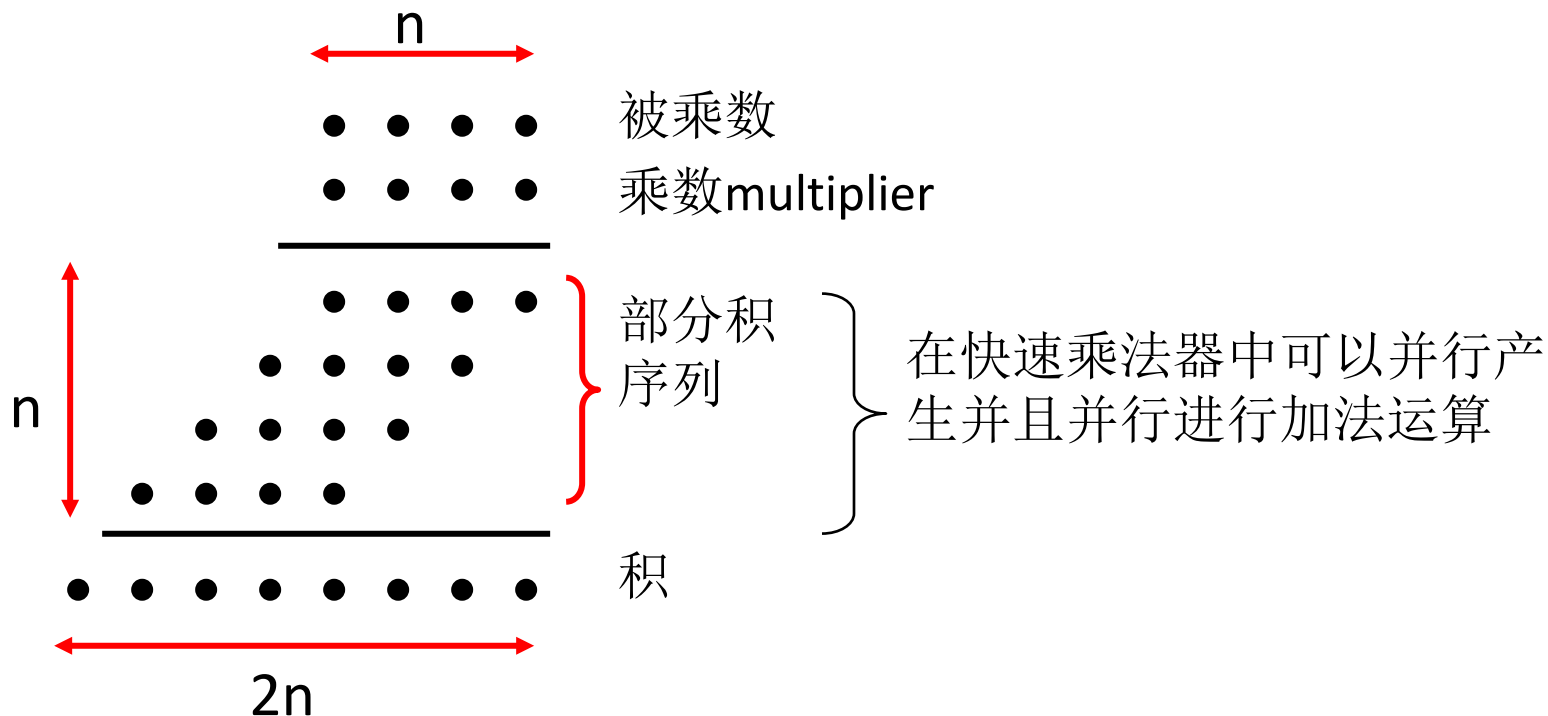 n
被乘数
乘数multiplier
部分积
序列
在快速乘法器中可以并行产
生并且并行进行加法运算
n
积
2n